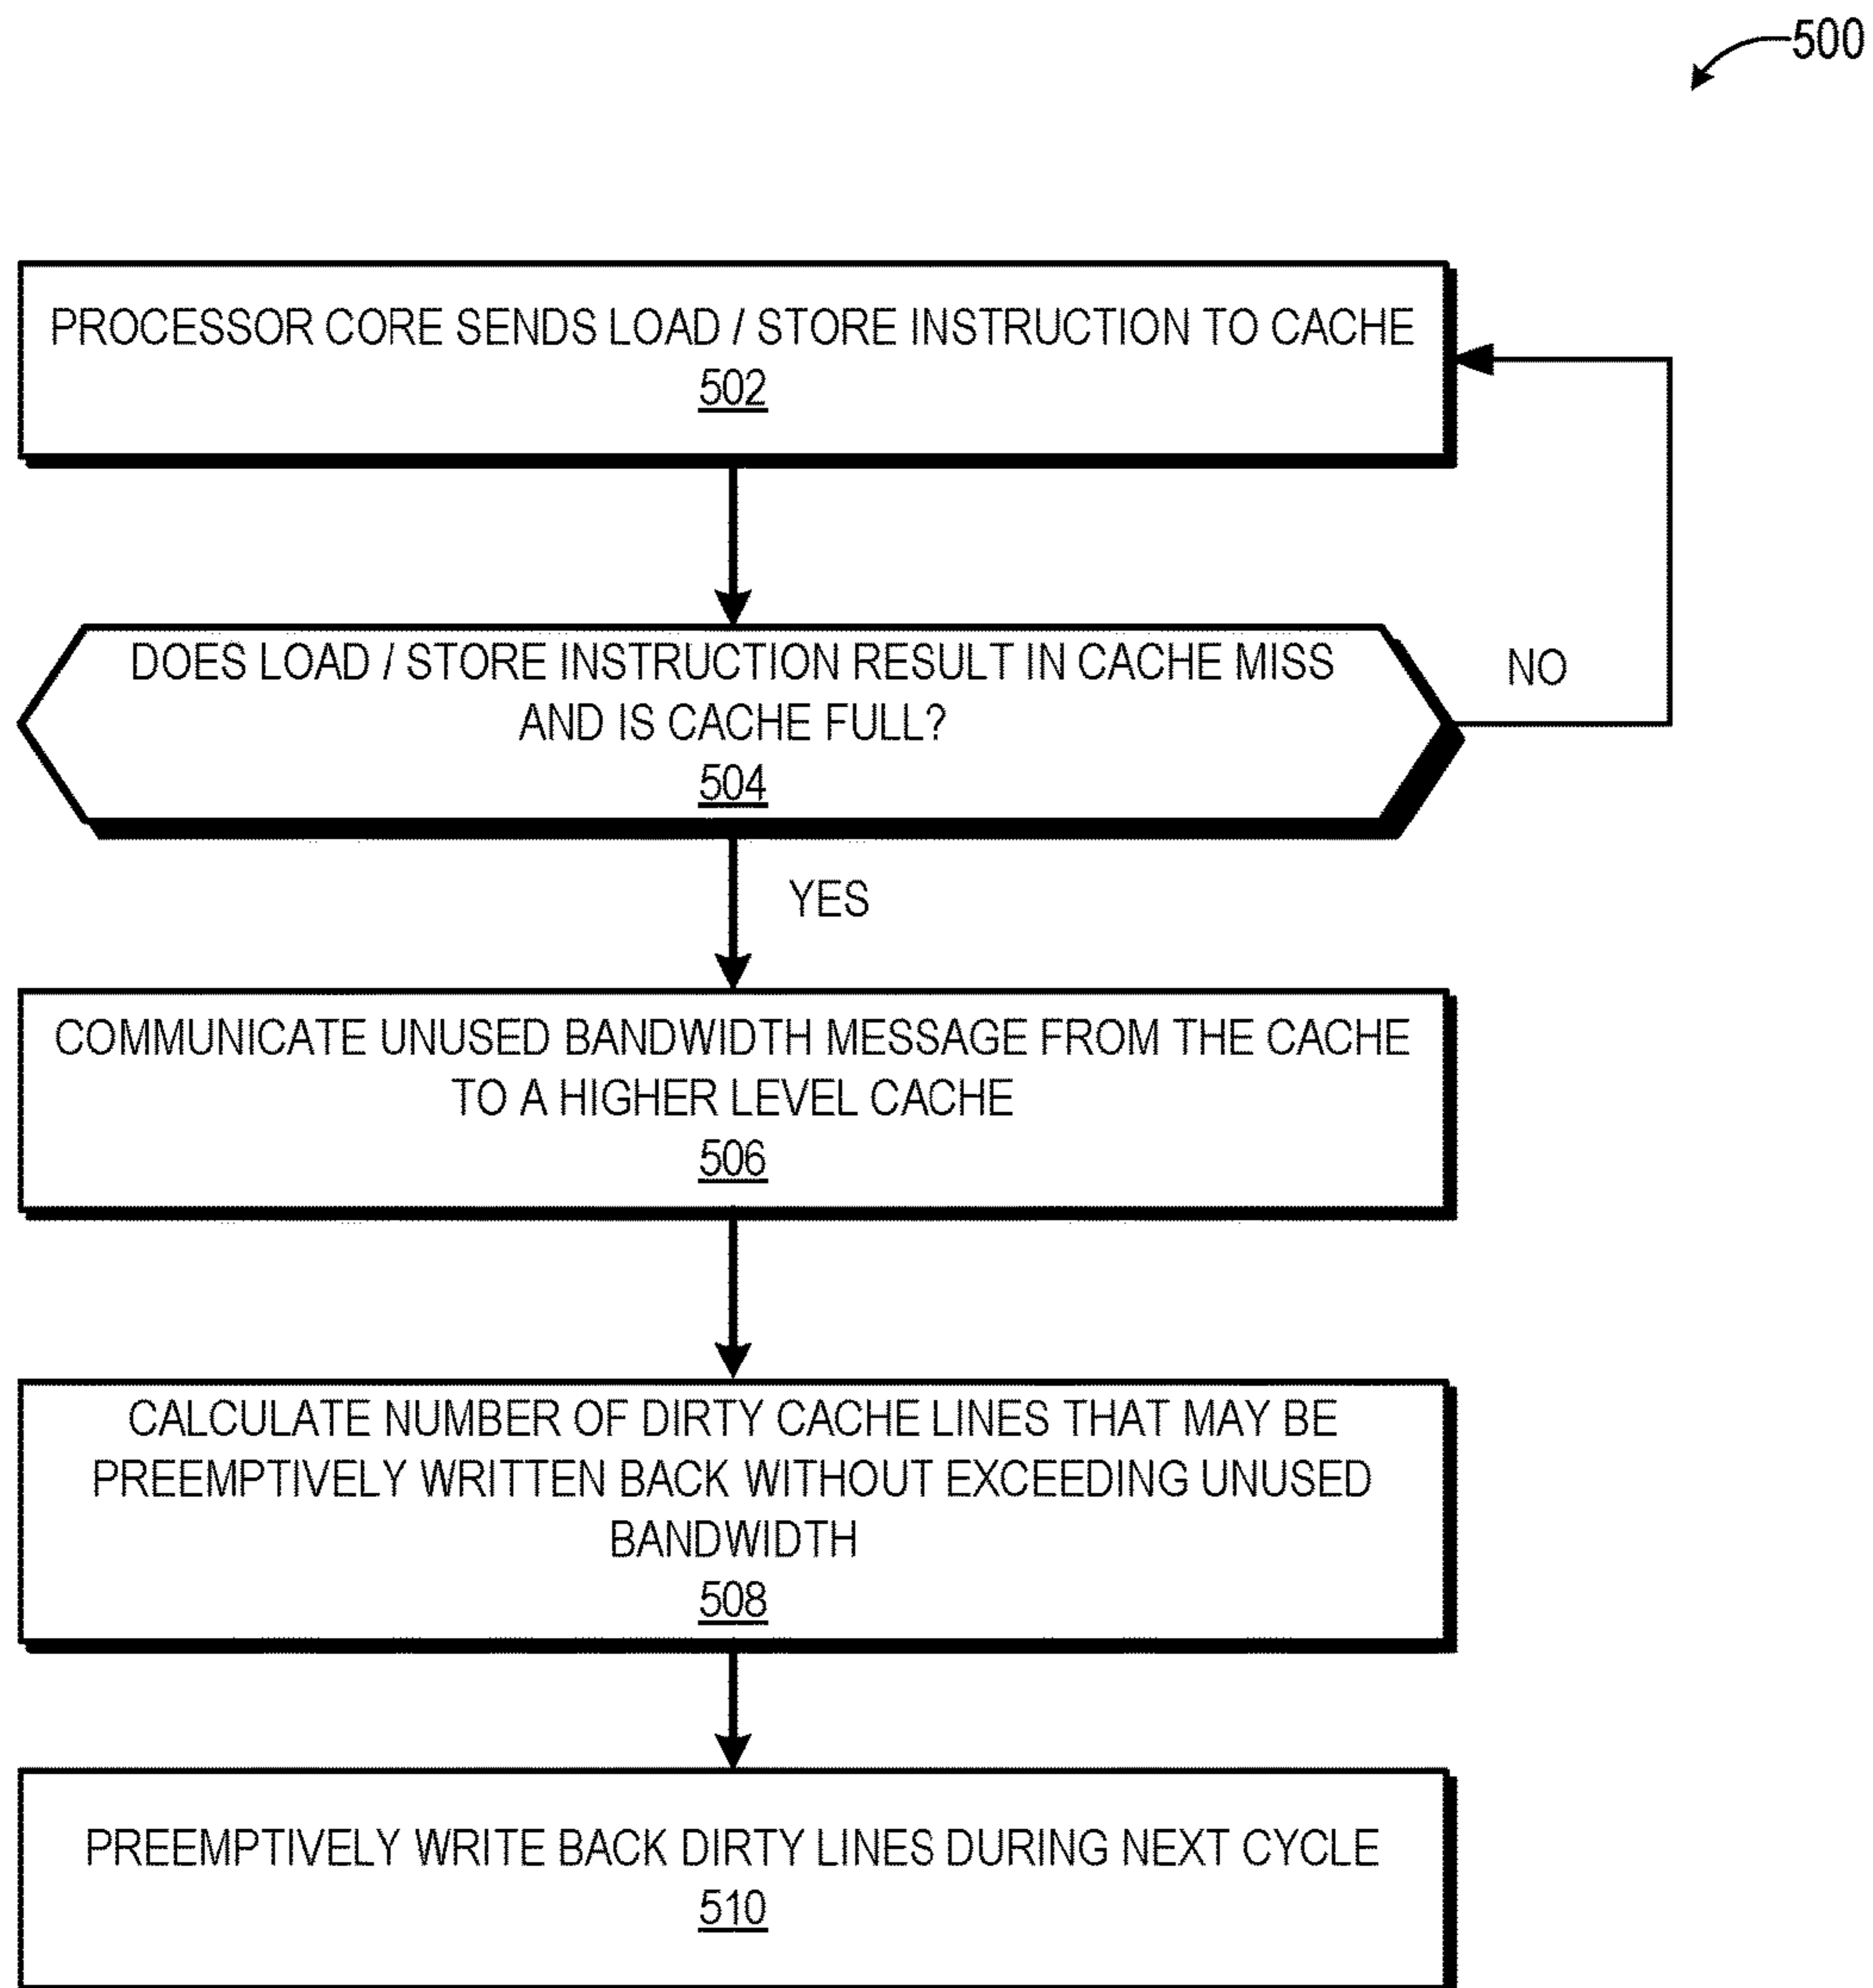 500
PROCESSOR CORE SENDS LOAD / STORE INSTRUCTION TO CACHE
502
DOES LOAD / STORE INSTRUCTION RESULT IN CACHE MISS
AND IS CACHE FULL?
504
NO
YES
COMMUNICATE UNUSED BANDWIDTH MESSAGE FROM THE CACHE
TO A HIGHER LEVEL CACHE
506
CALCULATE NUMBER OF DIRTY CACHE LINES THAT MAY BE
PREEMPTIVELY WRITTEN BACK WITHOUT EXCEEDING UNUSED
BANDWIDTH
508
PREEMPTIVELY WRITE BACK DIRTY LINES DURING NEXT CYCLE
510